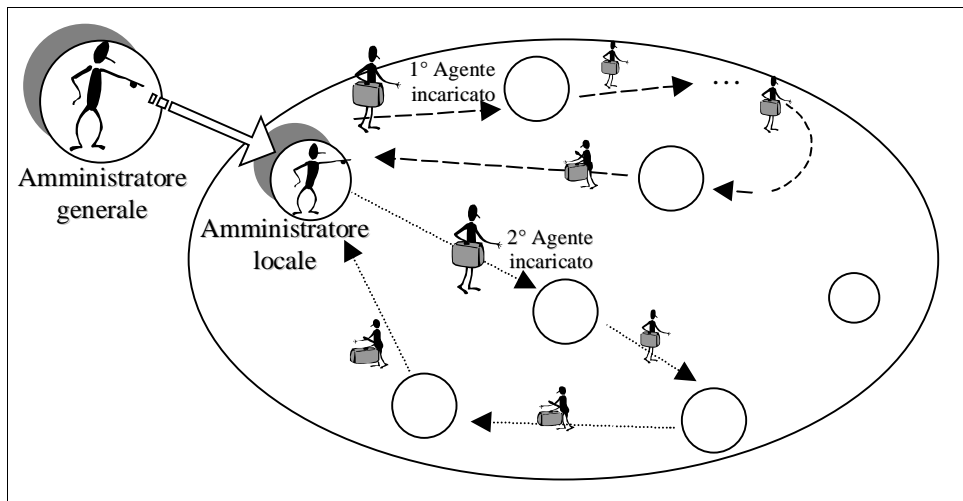 1° Agente
incaricato
...
Amministratore
generale
Amministratore
locale
2° Agente
incaricato